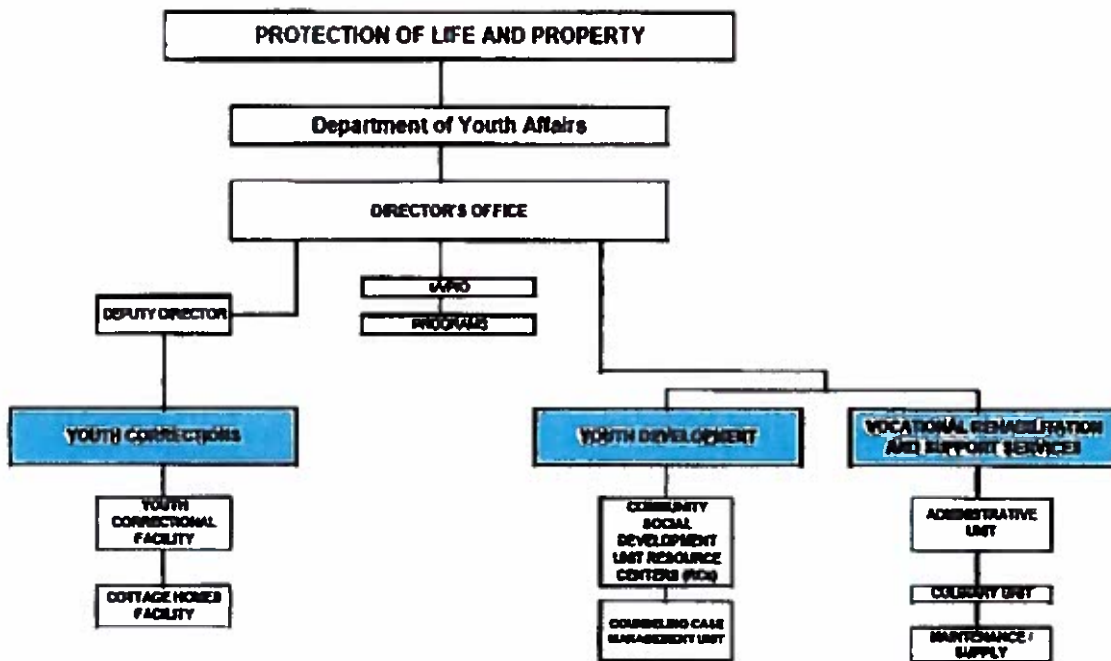 PROTECTION OF LIFE AND PROPERTY
Department of Youth Affairs
DIRECTOR'S OFFICE
DEPUTY DIRECTOR
PROGRAMS
YOUTH CORRECTIONS
YOUTH DEVELOPMENT
VOCATIONAL REHABILITATION
AND SUPPORT SERVICES
YOUTH
CORRECTIONAL
FACILITY
COTTAGE HOMES
FACILITY
COMMUNITY
SOCIAL
DEVELOPMENT
UNIT RESOURCE
CENTERS (RCs)
COUNSELING CASE
MANAGEMENT UNIT
ADMINISTRATIVE
UNIT
CULINARY UNIT
MAINTENANCE /
SUPPLY